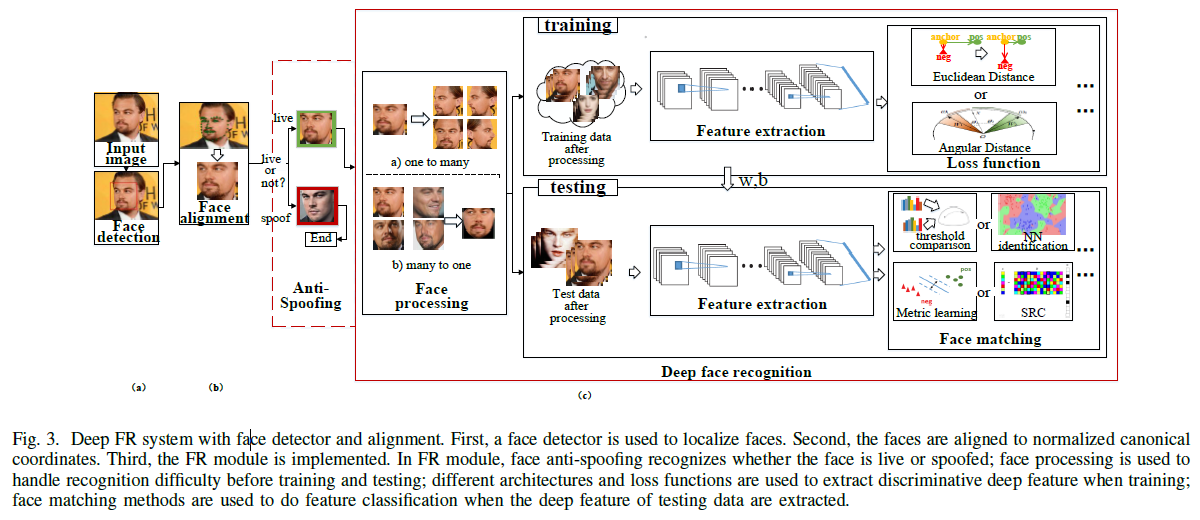 Input
image
Face
detection
Face
alignment
live
live
or
not?
spoof
End
Anti-
Spoofing
a) one to many
b) many to one
Face
processing
training
Training data
after
processing
Feature extraction
anchor pos anchor pos
neg
neg
Euclidean Distance
or
Angular Distance
Loss function
...
...
w,b
testing
Test data
after
processing
Feature extraction
threshold
comparison
or
NN
identification
...
...
pos
neg
Metric learning
or
SRC
Face matching
Deep face recognition
(a)
(b)
(c)
Fig. 3. Deep FR system with face detector and alignment. First, a face detector is used to localize faces. Second, the faces are aligned to normalized canonical
coordinates. Third, the FR module is implemented. In FR module, face anti-spoofing recognizes whether the face is live or spoofed; face processing is used to
handle recognition difficulty before training and testing; different architectures and loss functions are used to extract discriminative deep feature when training;
face matching methods are used to do feature classification when the deep feature of testing data are extracted.